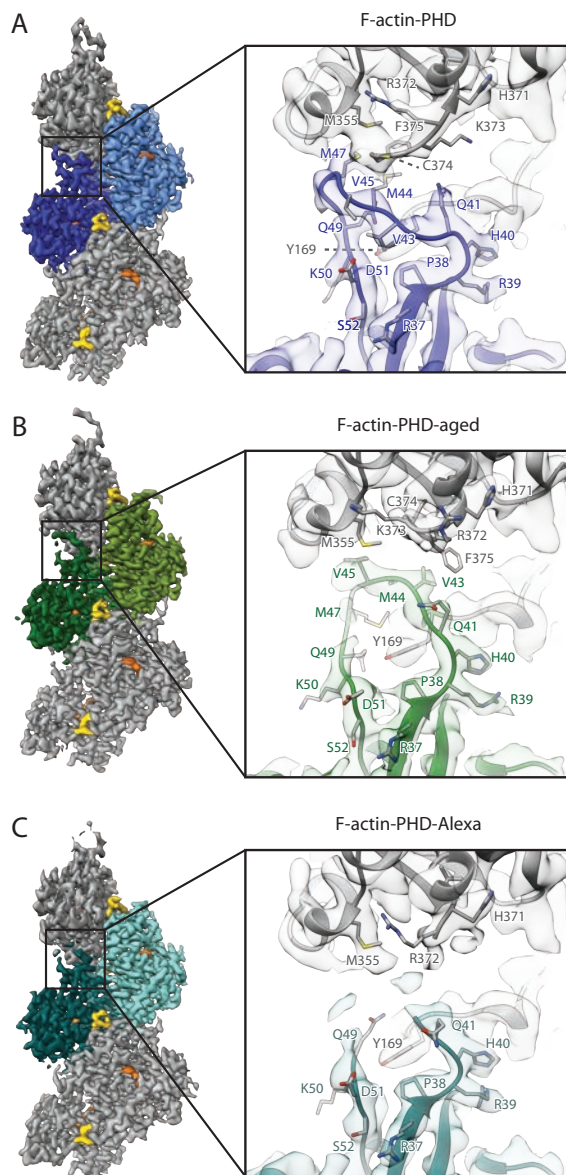 A
F-actin-PHD
R372
H371
M355
F375
K373
M47
C374
V45
M44
Q41
Q49
V43
H40
Y169
P38
K50
D51
R39
S52
R37
B
F-actin-PHD-aged
C374
H371
K373
R372
M355
F375
V45
V43
M44
M47
Q41
Y169
Q49
H40
P38
K50
D51
R39
S52
R37
C
F-actin-PHD-Alexa
H371
M355
R372
Q41
Q49
Y169
H40
K50
D51
P38
R39
S52
R37